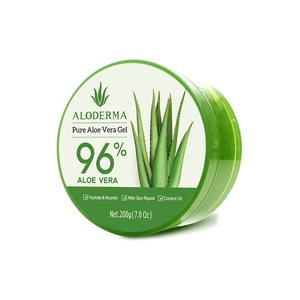 ALODERMA
Pure Aloe Vera Gel
96%
ALOE VERA
Hydrate & Nourish After Sun Repair Control Oil
Net.200g ( 7.0 Oz )